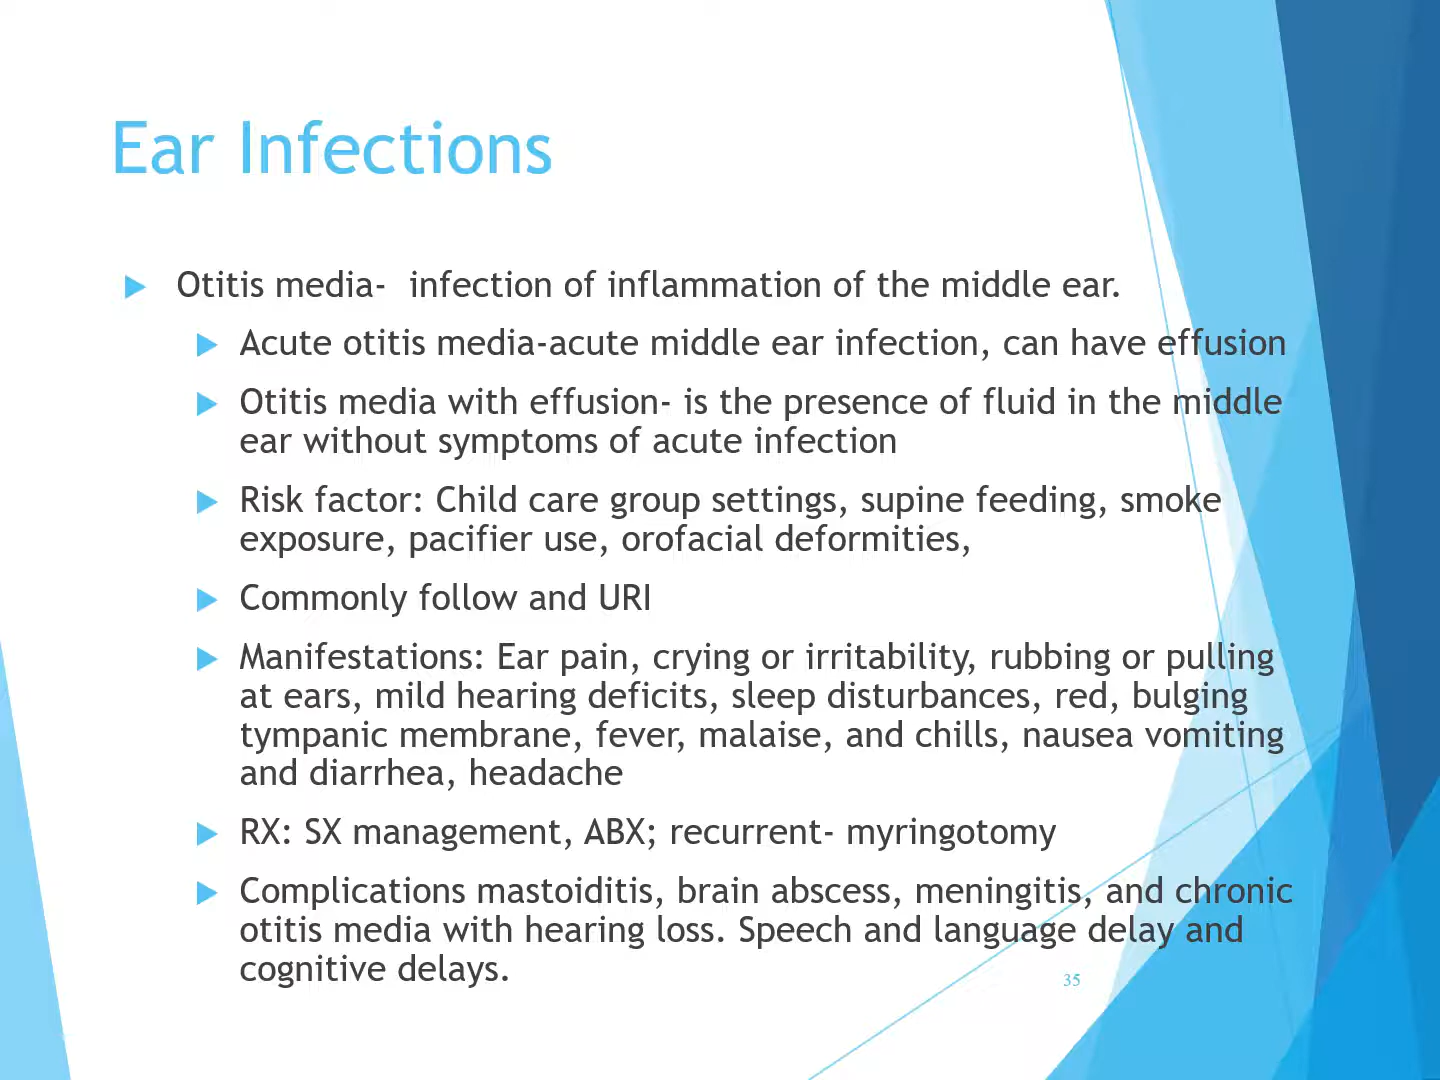 Ear Infections
Otitis media-  infection of inflammation of the middle ear.
Acute otitis media-acute middle ear infection, can have effusion
Otitis media with effusion- is the presence of fluid in the middle
ear without symptoms of acute infection
Risk factor: Child care group settings, supine feeding, smoke
exposure, pacifier use, orofacial deformities,
Commonly follow and URI
Manifestations: Ear pain, crying or irritability, rubbing or pulling
at ears, mild hearing deficits, sleep disturbances, red, bulging
tympanic membrane, fever, malaise, and chills, nausea vomiting
and diarrhea, headache
RX: SX management, ABX; recurrent- myringotomy
Complications mastoiditis, brain abscess, meningitis, and chronic
otitis media with hearing loss. Speech and language delay and
cognitive delays.
35